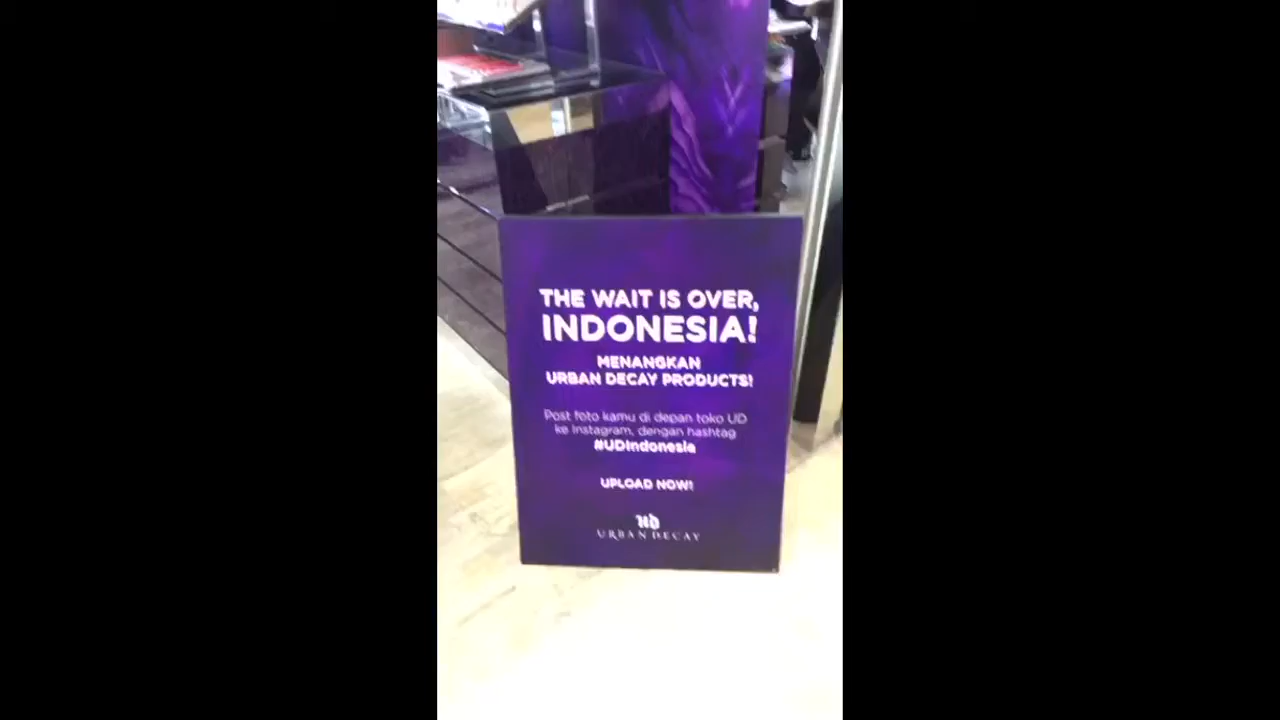 THE WAIT IS OVER,
INDONESIA!
MENANGKAN
URBAN DECAY PRODUCTS!
Post foto kamu di depan toko UD
ke Instagram, dengan hashtag
#UDIndonesia
UPLOAD NOW!
UD
URBAN DECAY